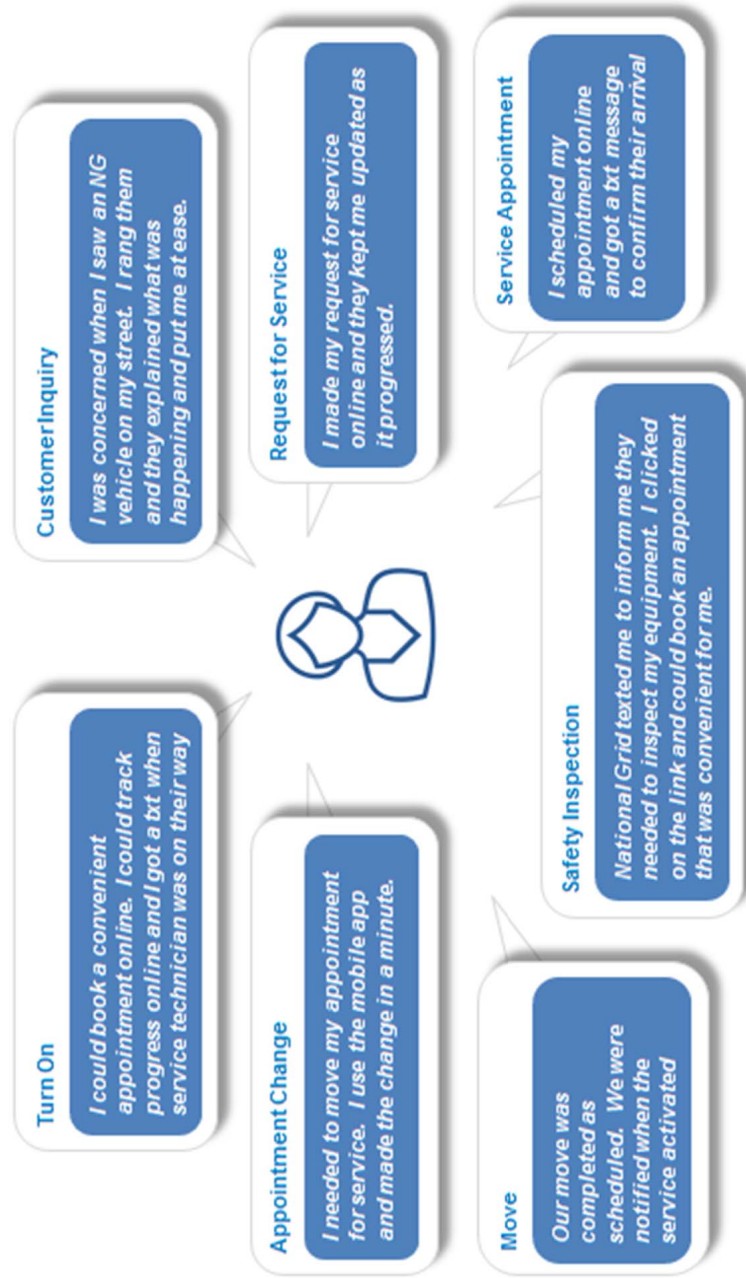 Turn On
I could book a convenient
appointment online. I could track
progress online and I got a txt when
service technician was on their way
Customer Inquiry
I was concerned when I saw an NG
vehicle on my street. I rang them
and they explained what was
happening and put me at ease.
Appointment Change
I needed to move my appointment
for service. I use the mobile app
and made the change in a minute.
Request for Service
I made my request for service
online and they kept me updated as
it progressed.
Move
Our move was
completed as
scheduled. We were
notified when the
service activated
Safety Inspection
National Grid texted me to inform me they
needed to inspect my equipment. I clicked
on the link and could book an appointment
that was convenient for me.
Service Appointment
I scheduled my
appointment online
and got a txt message
to confirm their arrival